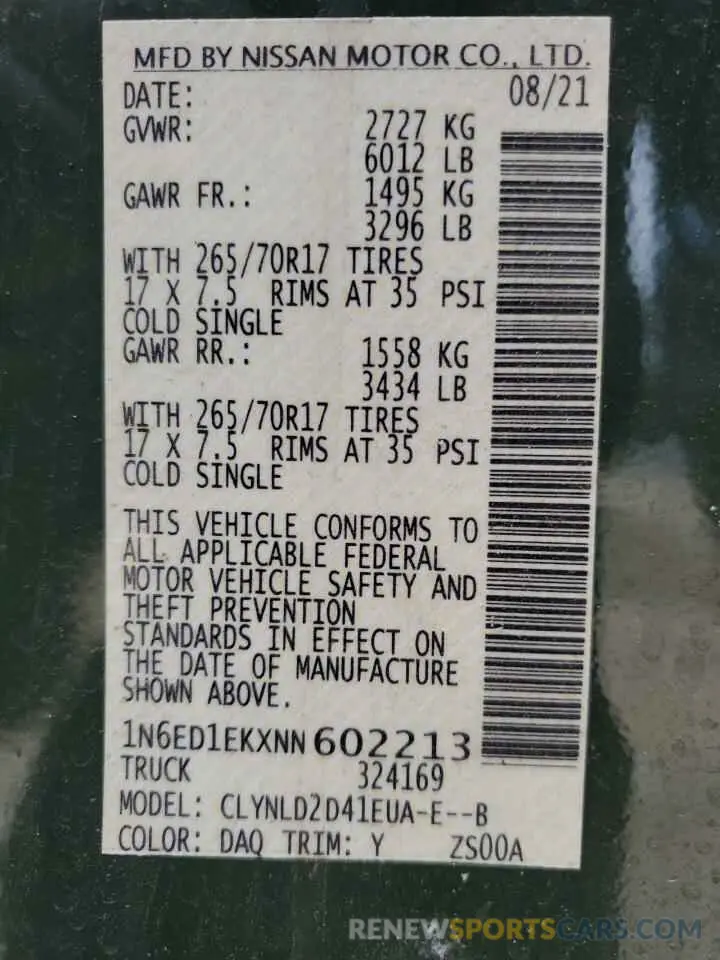 MFD BY NISSAN MOTOR CO., LTD.
DATE: 08/21
GVWR: 2727 KG
6012 LB
GAWR FR.: 1495 KG
3296 LB
WITH 265/70R17 TIRES
17 X 7.5 RIMS AT 35 PSI
COLD SINGLE
GAWR RR.: 1558 KG
3434 LB
WITH 265/70R17 TIRES
17 X 7.5 RIMS AT 35 PSI
COLD SINGLE
THIS VEHICLE CONFORMS TO
ALL APPLICABLE FEDERAL
MOTOR VEHICLE SAFETY AND
THEFT PREVENTION
STANDARDS IN EFFECT ON
THE DATE OF MANUFACTURE
SHOWN ABOVE.
1N6ED1EKXNN602213
TRUCK 324169
MODEL: CLYNLD2D41EUA-E--B
COLOR: DAQ TRIM: Y ZS00A
RENEWSPORTSCARS.COM